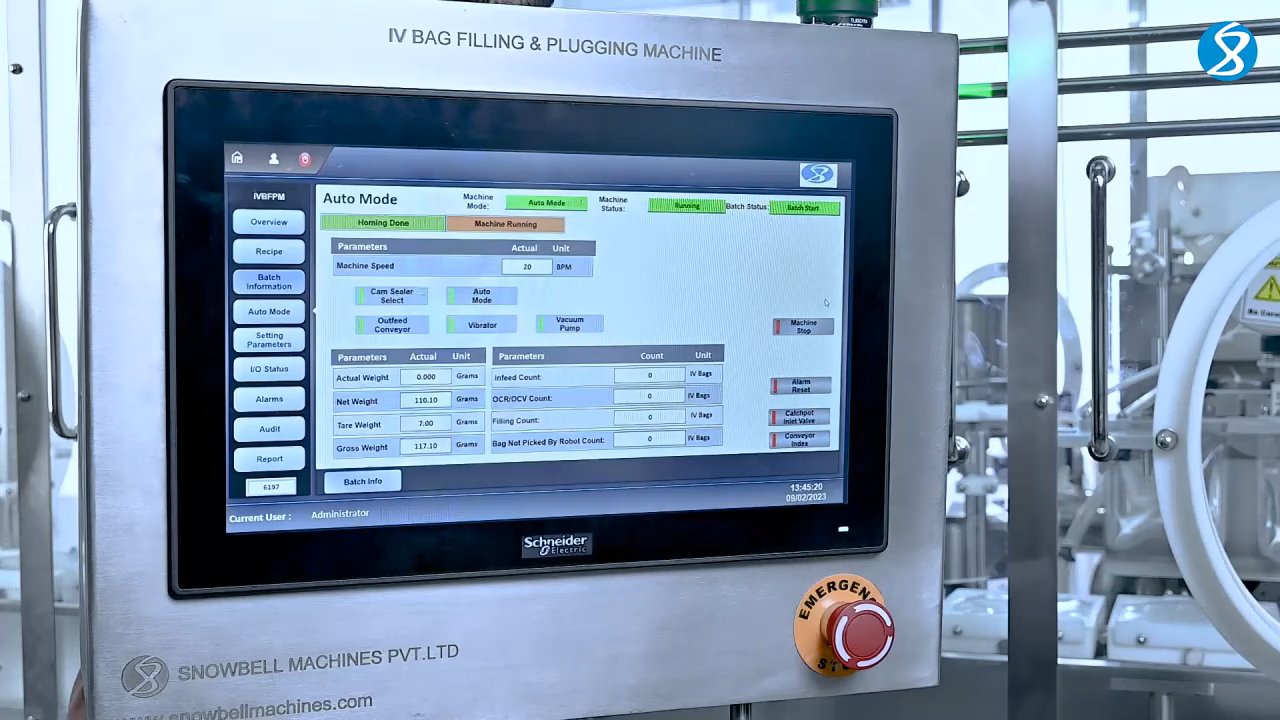 IV BAG FILLING & PLUGGING MACHINE
IVBFPM
Overview
Recipe
Batch
Information
Auto Mode
Setting
Parameters
I/O Status
Alarms
Audit
Report
6197
Auto Mode
Machine
Mode:
Auto Mode
Machine
Status:
Running
Batch Status:
Batch Start
Homing Done
Machine Running
Parameters Actual Unit
Machine Speed 20 BPM
Cam Sealer
Select
Auto
Mode
Outfeed
Conveyor
Vibrator
Vacuum
Pump
Machine
Stop
Parameters Actual Unit
Actual Weight 0.000 Grams
Net Weight 110.10 Grams
Tare Weight 7.00 Grams
Gross Weight 117.10 Grams
Parameters Count Unit
Infeed Count: 0 IV Bags
OCR/OCV Count: 0 IV Bags
Filling Count: 0 IV Bags
Bag Not Picked By Robot Count: 0 IV Bags
Alarm
Reset
Catchpot
Inlet Valve
Conveyor
Index
Batch Info
13:45:20
09/02/2023
Current User : Administrator
Schneider
Electric
EMERGEN
SNOWBELL MACHINES PVT.LTD
www.snowbellmachines.com